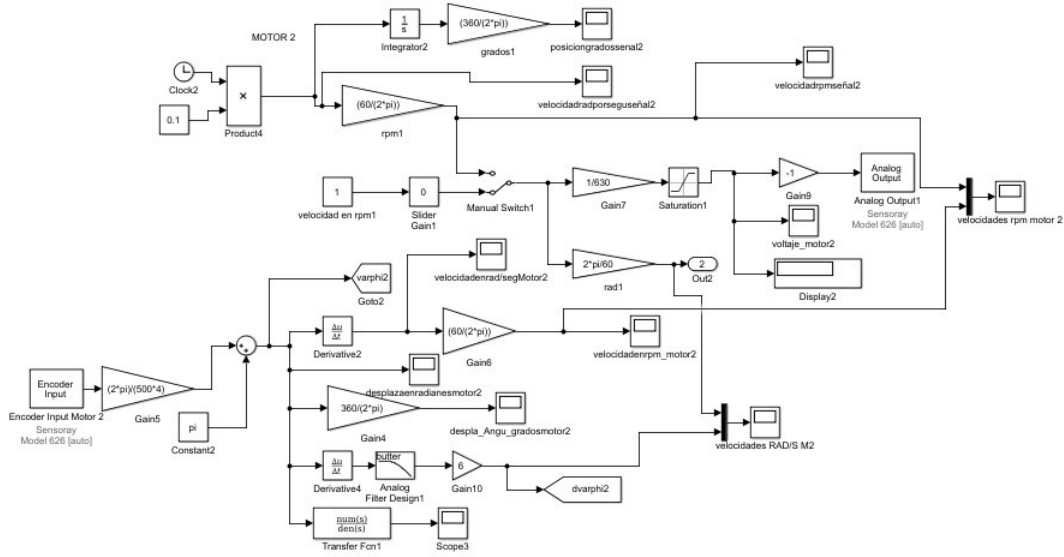 MOTOR 2
1
s
Integrator2
(360/(2*pi))
grados1
posiciongradossenal2
Clock2
×
Product4
0.1
(60/(2*pi))
rpm1
velocidadradporseguseñal2
velocidadrpmseñal2
1
velocidad en rpm1
0
Slider
Gain1
Manual Switch1
1/630
Gain7
Saturation1
-1
Gain9
Analog
Output
Analog Output1
Sensoray
Model 626 [auto]
velocidades rpm motor 2
voltaje_motor2
Display2
2*pi/60
rad1
2
Out2
varphi2
Goto2
velocidadenrad/segMotor2
Δu
Δt
Derivative2
(60/(2*pi))
Gain6
velocidadenrpm_motor2
Encoder
Input
Encoder Input Motor 2
Sensoray
Model 626 [auto]
(2*pi)/(500*4)
Gain5
+
+
pi
Constant2
desplazaenradianesmotor2
360/(2*pi)
Gain4
despla_Angu_gradosmotor2
velocidades RAD/S M2
Δu
Δt
Derivative4
butter
Analog
Filter Design1
6
Gain10
dvarphi2
num(s)
den(s)
Transfer Fcn1
Scope3